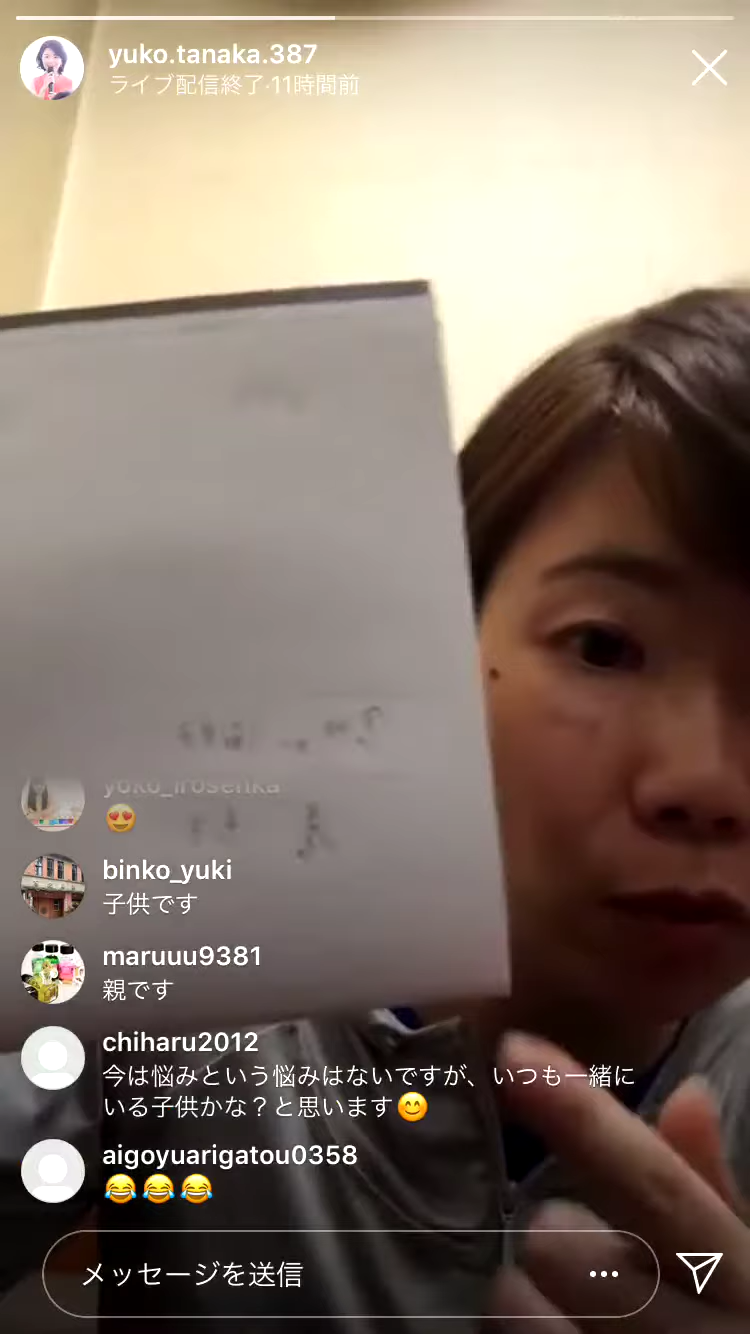 yuko.tanaka.387
ライブ配信終了·11時間前
yoko_irosenka
😍
binko_yuki
子供です
maruuu9381
親です
chiharu2012
今は悩みという悩みはないですが、いつも一緒に
いる子供かな？と思います😊
aigoyuarigatou0358
😂😂😂
メッセージを送信